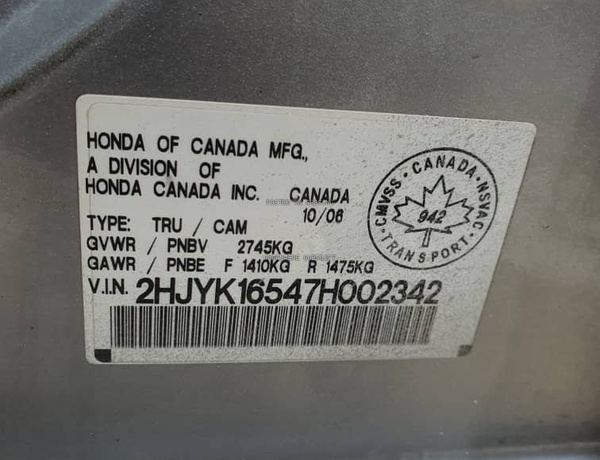 HONDA OF CANADA MFG.,
A DIVISION OF
HONDA CANADA INC. CANADA
10/06
TYPE: TRU / CAM
GVWR / PNBV 2745KG
GAWR / PNBE F 1410KG R 1475KG
V.I.N. 2HJYK16547H002342
CMVSS · CANADA · NSVAC
942
· TRANSPORT ·